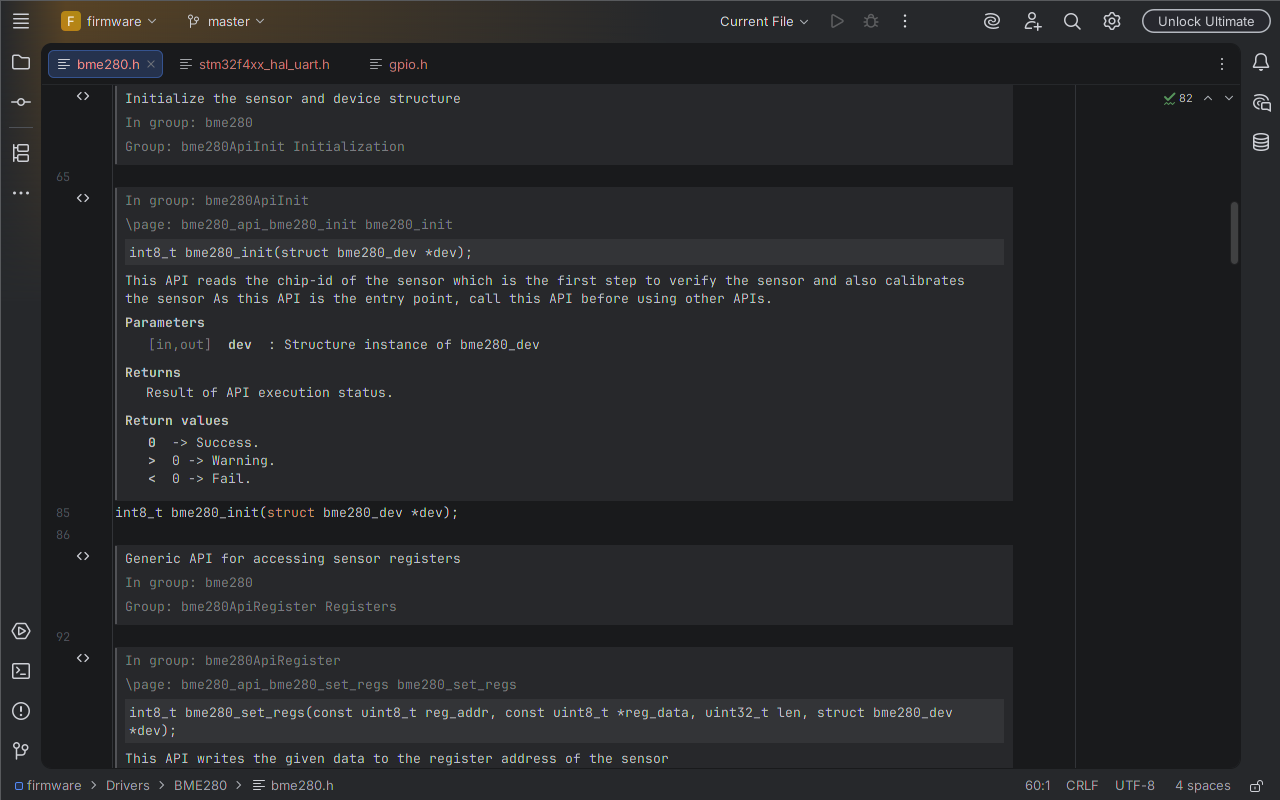 F firmware master Current File Unlock Ultimate
bme280.h stm32f4xx_hal_uart.h gpio.h
Initialize the sensor and device structure
82
In group: bme280
Group: bme280ApiInit Initialization
65
In group: bme280ApiInit
\page: bme280_api_bme280_init bme280_init
int8_t bme280_init(struct bme280_dev *dev);
This API reads the chip-id of the sensor which is the first step to verify the sensor and also calibrates
the sensor As this API is the entry point, call this API before using other APIs.
Parameters
[in,out] dev : Structure instance of bme280_dev
Returns
Result of API execution status.
Return values
0 -> Success.
> 0 -> Warning.
< 0 -> Fail.
85 int8_t bme280_init(struct bme280_dev *dev);
86
Generic API for accessing sensor registers
In group: bme280
Group: bme280ApiRegister Registers
92
In group: bme280ApiRegister
\page: bme280_api_bme280_set_regs bme280_set_regs
int8_t bme280_set_regs(const uint8_t reg_addr, const uint8_t *reg_data, uint32_t len, struct bme280_dev
*dev);
This API writes the given data to the register address of the sensor
firmware > Drivers > BME280 > bme280.h 60:1 CRLF UTF-8 4 spaces